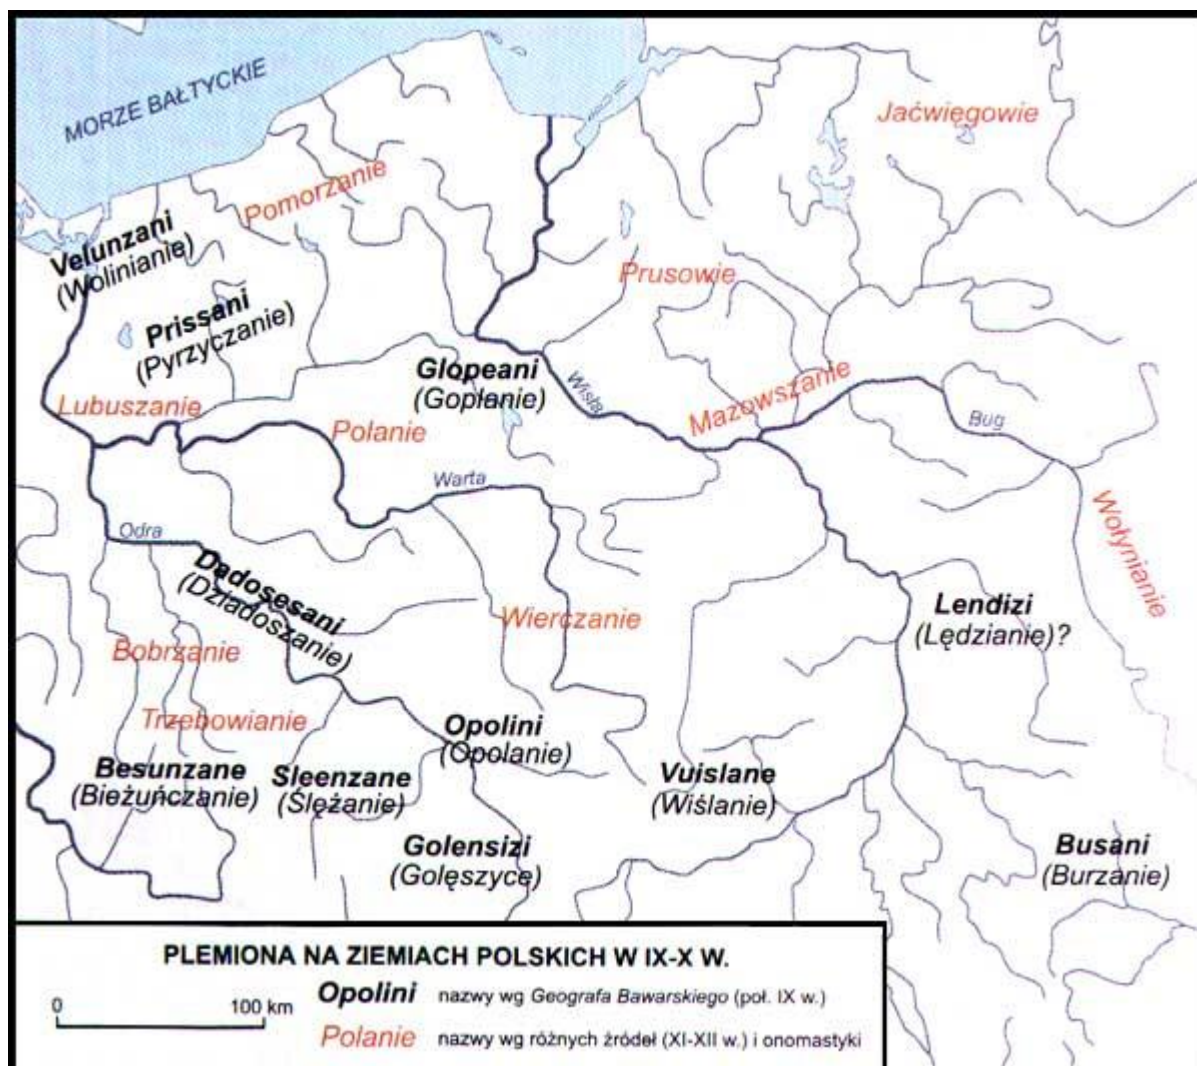 MORZE BAŁTYCKIE
Jaćwięgowie
Pomorzanie
Velunzani
(Wolinianie)
Prusowie
Prissani
(Pyrzyczanie)
Glopeani
(Goplanie)
Wisła
Mazowszanie
Lubuszanie
Polanie
Bug
Warta
Wołynianie
Odra
Dadosesani
(Dziadoszanie)
Wierczanie
Lendizi
(Lędzianie)?
Bobrzanie
Trzebowianie
Opolini
(Opolanie)
Besunzane
(Bieżuńczanie)
Sleenzane
(Ślężanie)
Vuislane
(Wiślanie)
Golensizi
(Golęszyce)
Busani
(Burzanie)
PLEMIONA NA ZIEMIACH POLSKICH W IX-X W.
0 100 km
Opolini nazwy wg Geografa Bawarskiego (poł. IX w.)
Polanie nazwy wg różnych źródeł (XI-XII w.) i onomastyki